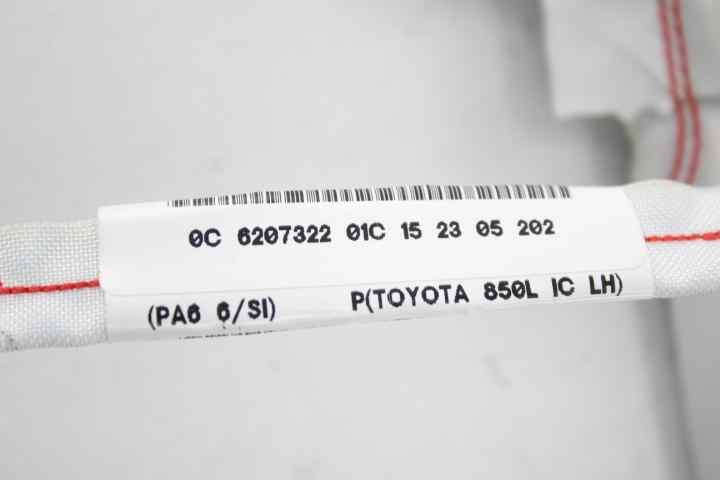 0C 6207322 01C 15 23 05 202
(PA6 6/SI) P(TOYOTA 850L IC LH)